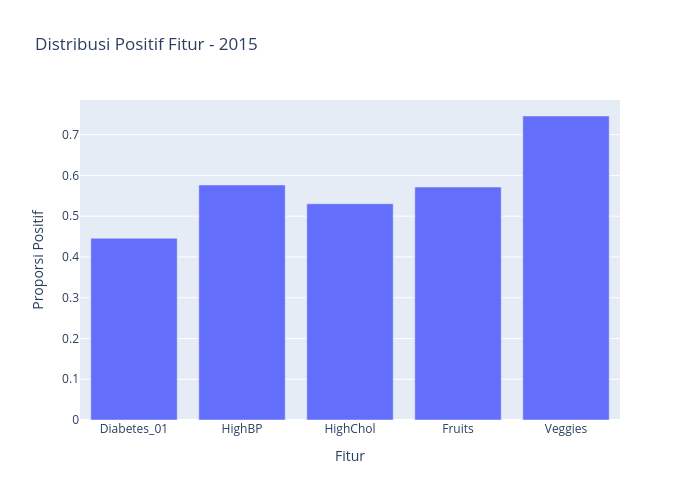 Distribusi Positif Fitur - 2015
Proporsi Positif
0.7
0.6
0.5
0.4
0.3
0.2
0.1
0
Diabetes_01 HighBP HighChol Fruits Veggies
Fitur